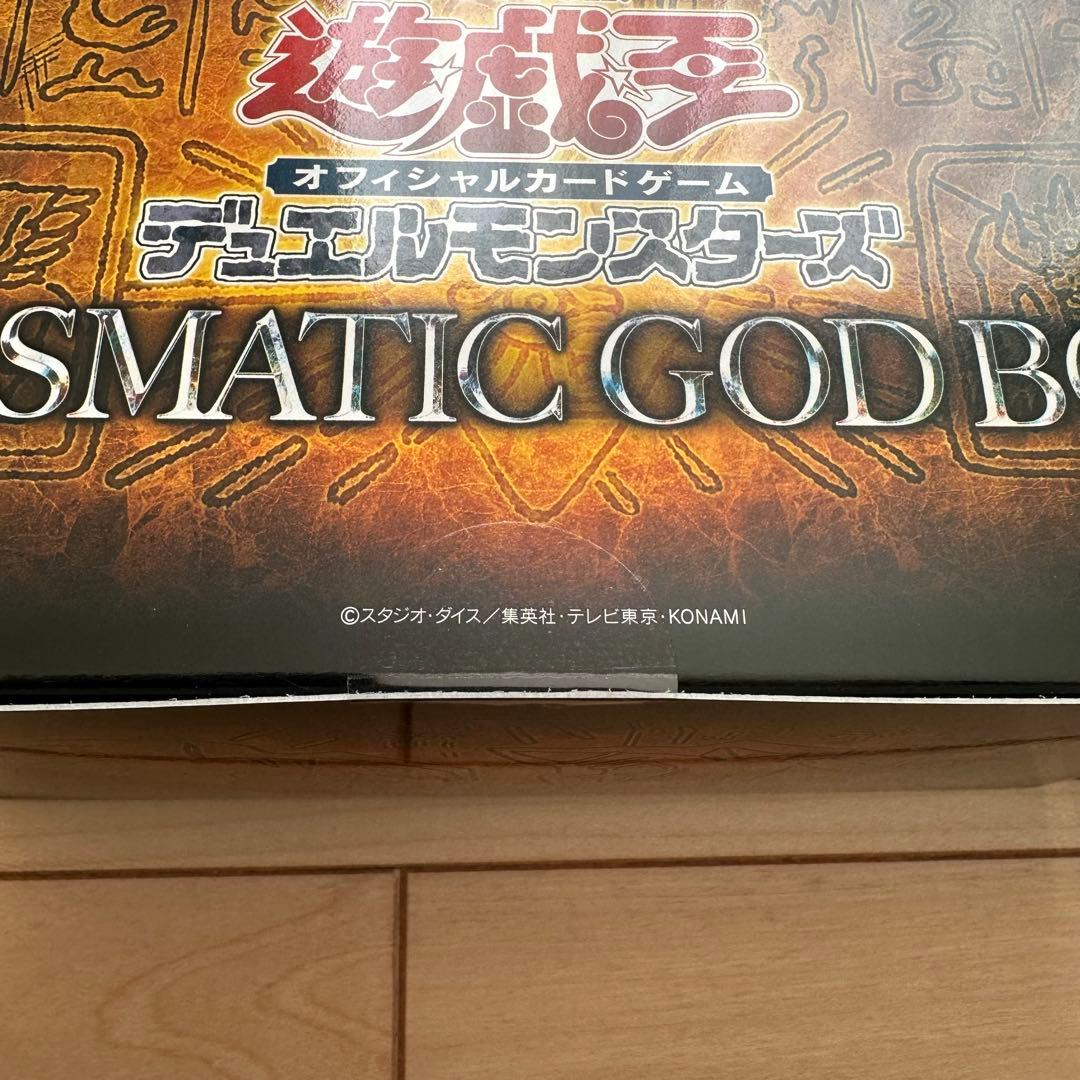 遊戯王
オフィシャルカードゲーム
デュエルモンスターズ
SMATIC GOD BO
©スタジオ・ダイス/集英社・テレビ東京・KONAMI